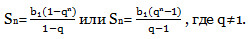 Sₙ= b₁(1−qⁿ)/1−q или Sₙ= b₁(qⁿ−1)/q−1 , где q≠1.